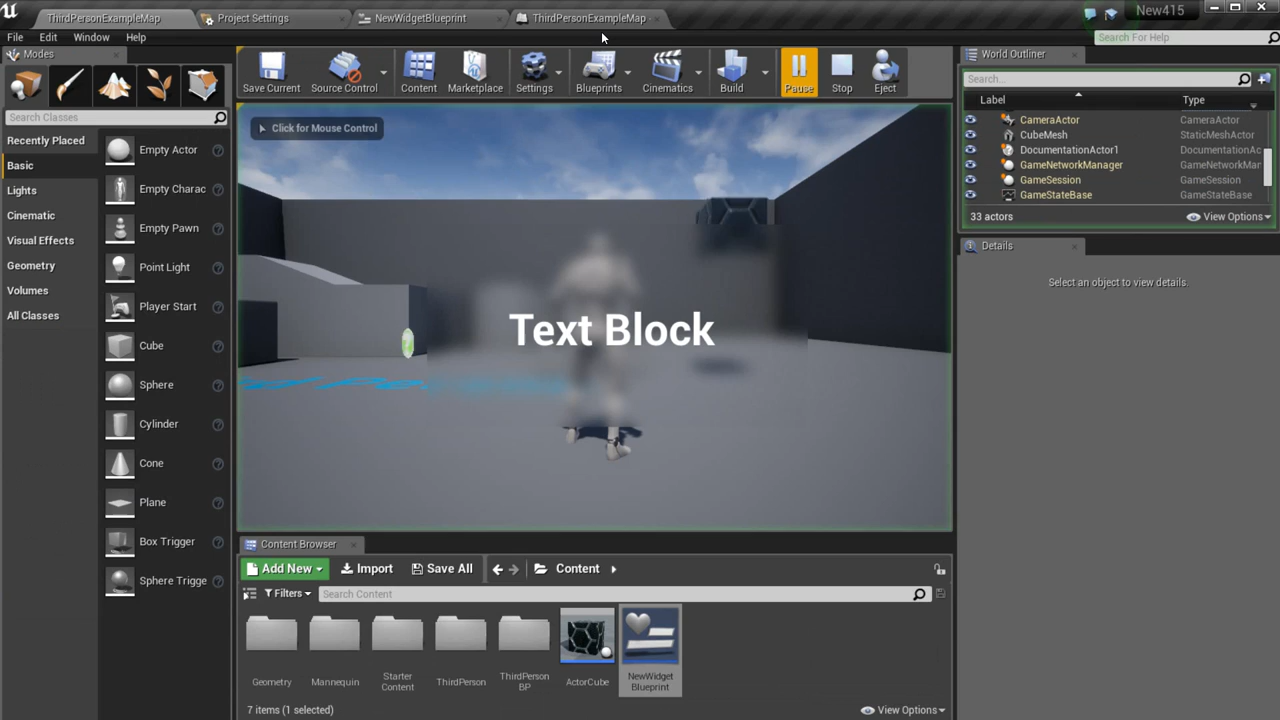 ThirdPersonExampleMap
Project Settings
NewWidgetBlueprint
ThirdPersonExampleMap
New415
File
Edit
Window
Help
Search For Help
Modes
Search Classes
Recently Placed
Basic
Lights
Cinematic
Visual Effects
Geometry
Volumes
All Classes
Empty Actor
Empty Charac
Empty Pawn
Point Light
Player Start
Cube
Sphere
Cylinder
Cone
Plane
Box Trigger
Sphere Trigge
Save Current
Source Control
Content
Marketplace
Settings
Blueprints
Cinematics
Build
Pause
Stop
Eject
Click for Mouse Control
Text Block
World Outliner
Search...
Label
Type
CameraActor
CameraActor
CubeMesh
StaticMeshActor
DocumentationActor1
DocumentationAc
GameNetworkManager
GameNetworkMan
GameSession
GameSession
GameStateBase
GameStateBase
33 actors
View Options
Details
Select an object to view details.
Content Browser
Add New
Import
Save All
Content
Filters
Search Content
Geometry
Mannequin
Starter
Content
ThirdPerson
ThirdPerson
BP
ActorCube
NewWidget
Blueprint
7 items (1 selected)
View Options